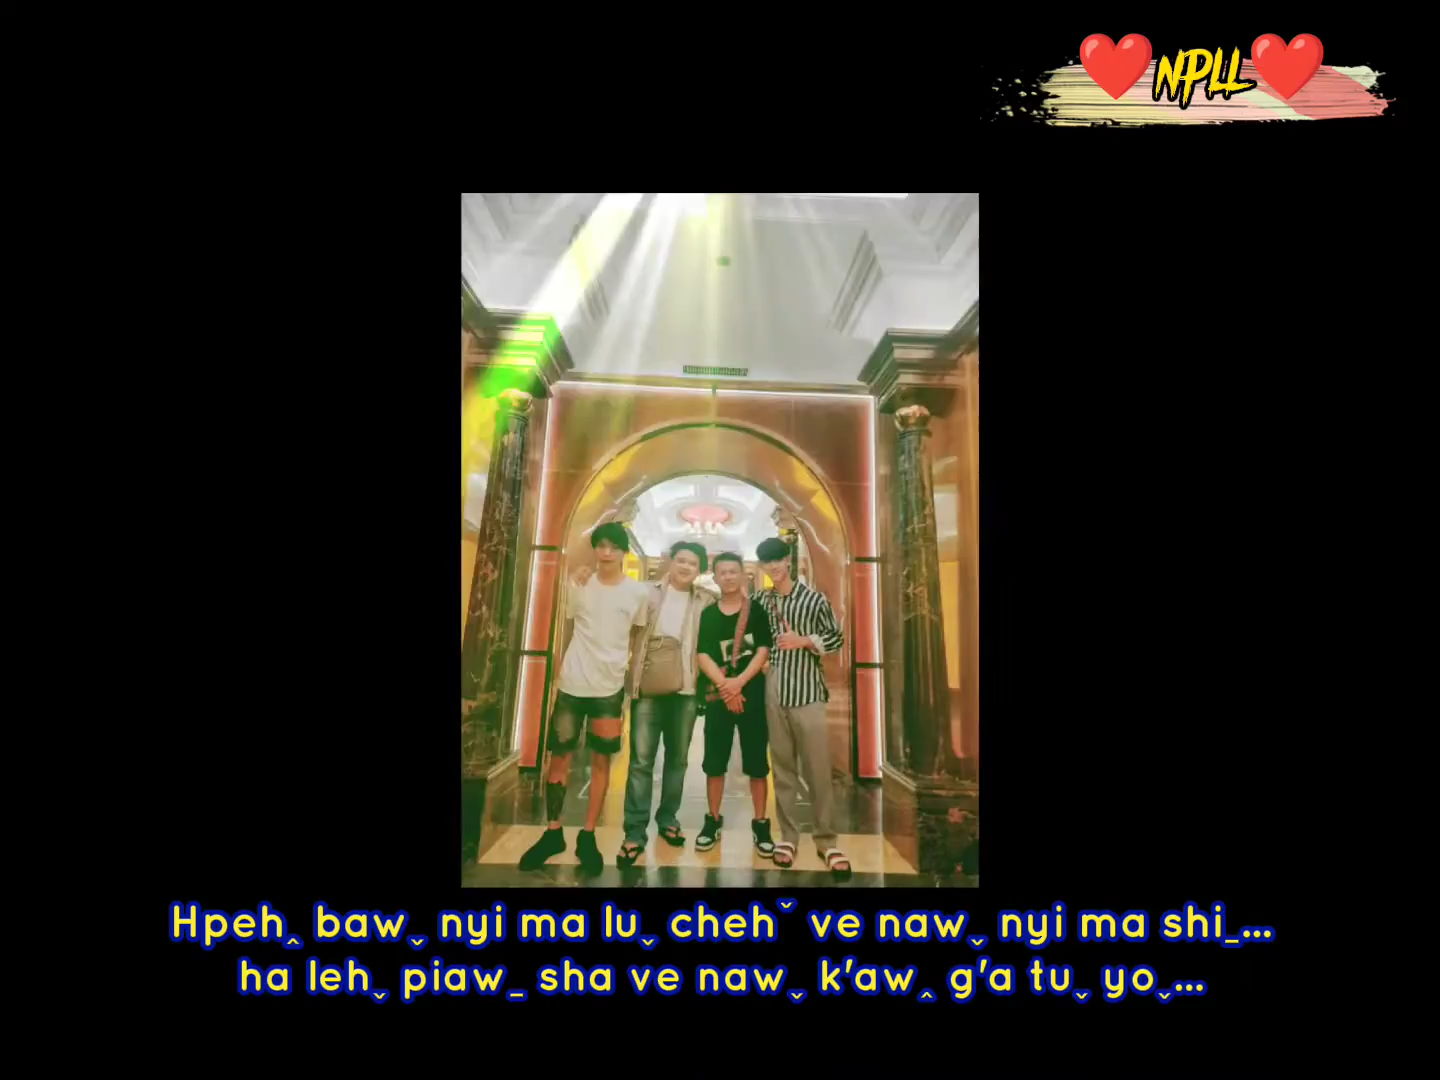 NPLL
Hpeh‸ baw⌄ nyi ma lu⌄ chehˇ ve naw⌄ nyi ma shi_...
ha leh⌄ piaw_ sha ve naw⌄ k'aw‸ g'a tu⌄ yo⌄...